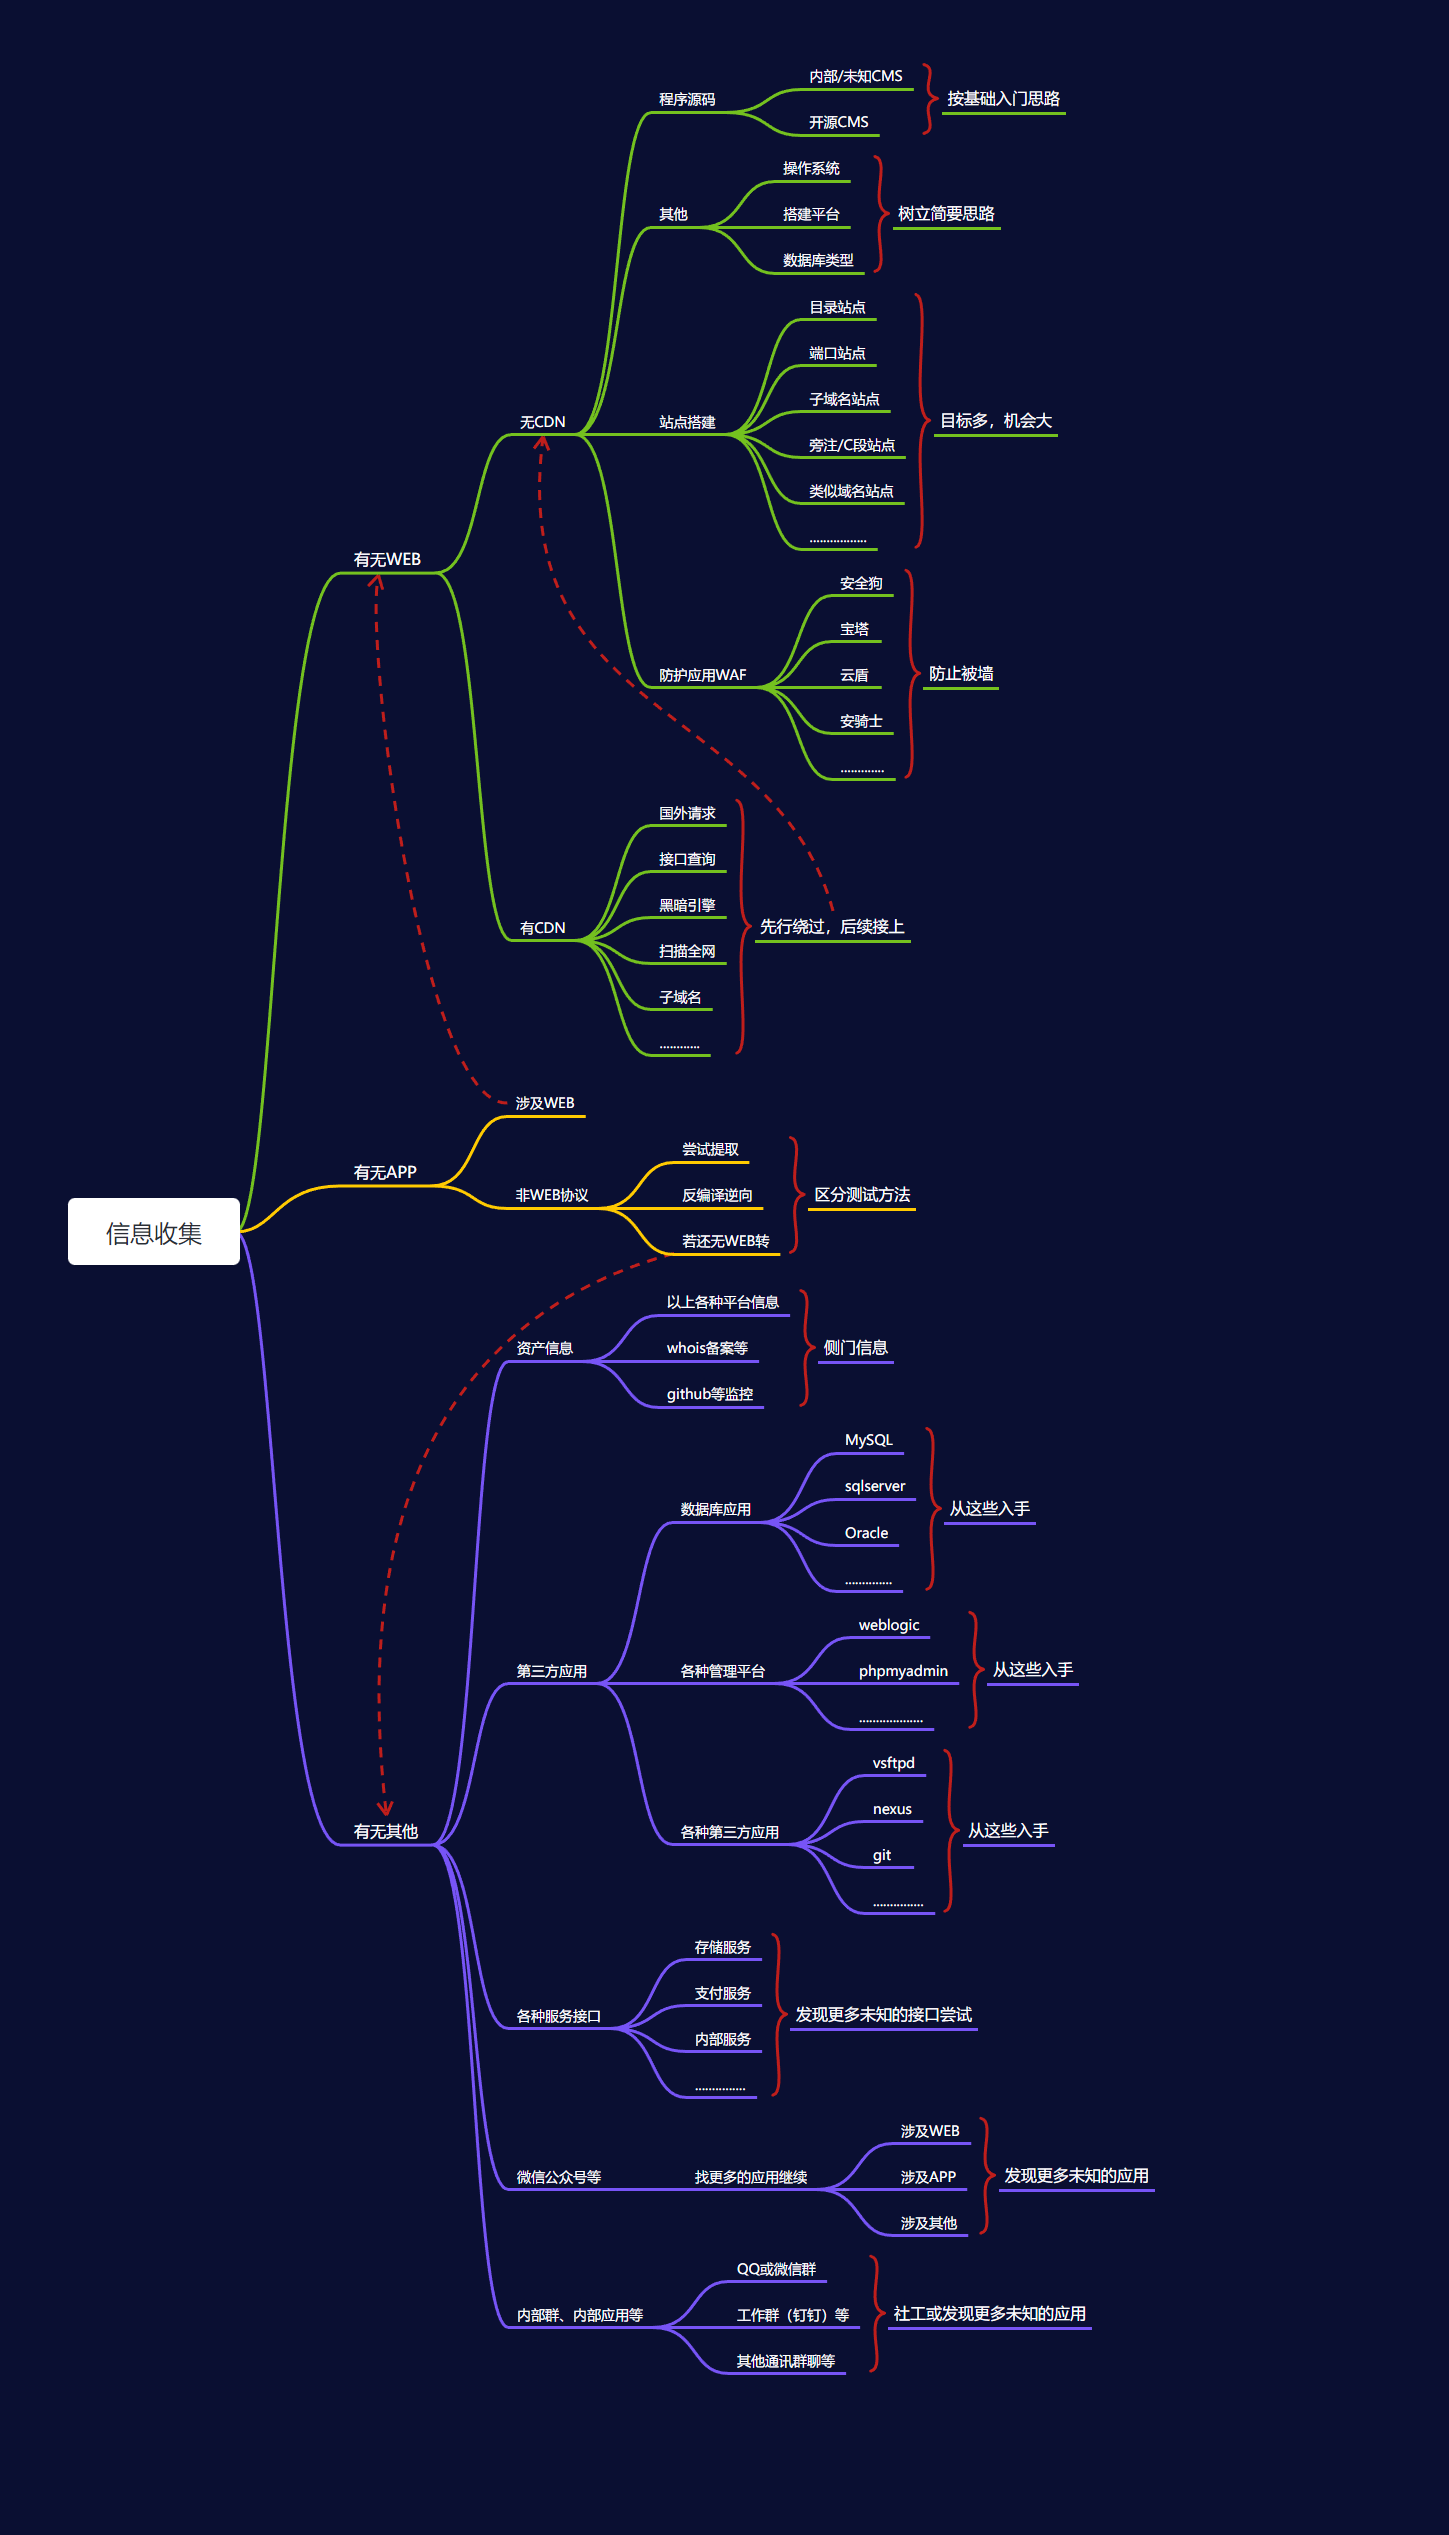 信息收集
有无WEB
无CDN
程序源码
内部/未知CMS
开源CMS
按基础入门思路
其他
操作系统
搭建平台
数据库类型
树立简要思路
站点搭建
目录站点
端口站点
子域名站点
旁注/C段站点
类似域名站点
.................
目标多，机会大
防护应用WAF
安全狗
宝塔
云盾
安骑士
.............
防止被墙
有CDN
国外请求
接口查询
黑暗引擎
扫描全网
子域名
............
先行绕过，后续接上
有无APP
涉及WEB
非WEB协议
尝试提取
反编译逆向
若还无WEB转
区分测试方法
有无其他
资产信息
以上各种平台信息
whois备案等
github等监控
侧门信息
第三方应用
数据库应用
MySQL
sqlserver
Oracle
..............
从这些入手
各种管理平台
weblogic
phpmyadmin
...................
从这些入手
各种第三方应用
vsftpd
nexus
git
...............
从这些入手
各种服务接口
存储服务
支付服务
内部服务
...............
发现更多未知的接口尝试
微信公众号等
找更多的应用继续
涉及WEB
涉及APP
涉及其他
发现更多未知的应用
内部群、内部应用等
QQ或微信群
工作群（钉钉）等
其他通讯群聊等
社工或发现更多未知的应用